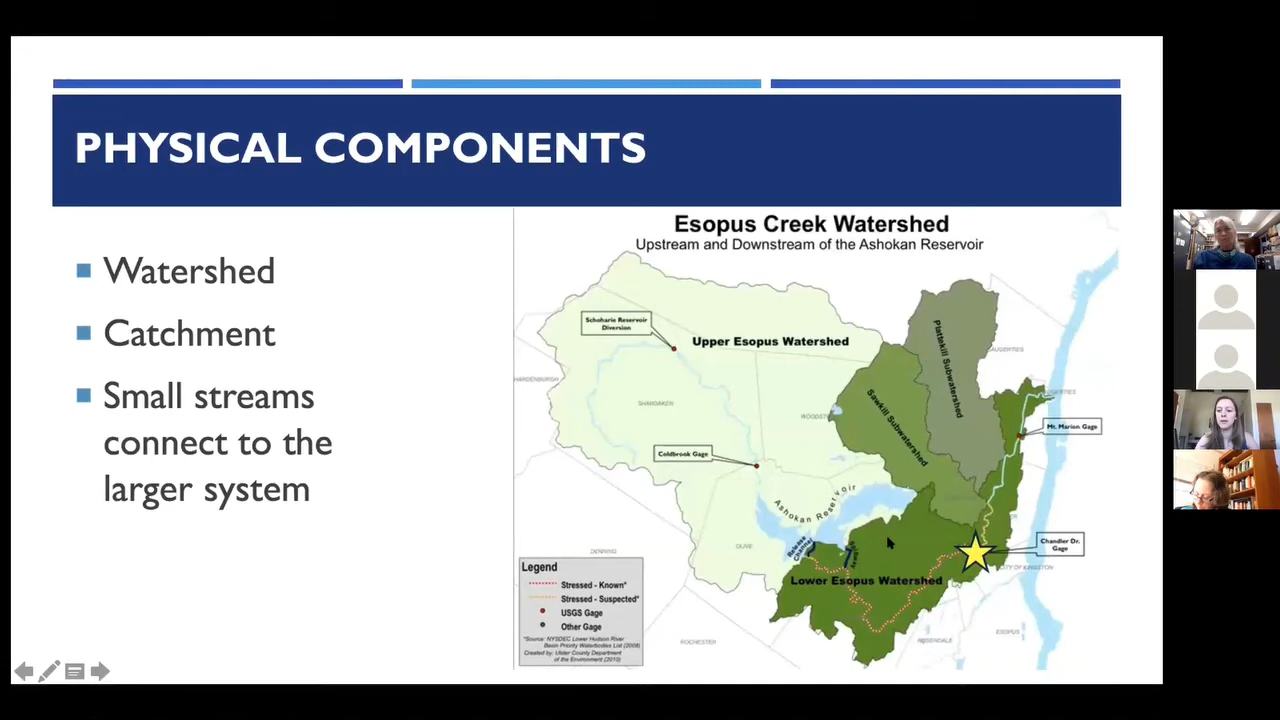 PHYSICAL COMPONENTS
Watershed
Catchment
Small streams
connect to the
larger system
Esopus Creek Watershed
Upstream and Downstream of the Ashokan Reservoir
Schoharie Reservoir
Diversion
Upper Esopus Watershed
Plattekill Subwatershed
SAUGERTIES
HARDENBURGH
SHANDAKEN
WOODSTOCK
Sawkill Subwatershed
Mt. Marion Gage
Coldbrook Gage
Ashokan Reservoir
Release
Channel
Spillway
OLIVE
DENNING
Chandler Dr.
Gage
CITY OF KINGSTON
Lower Esopus Watershed
ROCHESTER
ROSENDALE
ESOPUS
Legend
Stressed - Known*
Stressed - Suspected*
USGS Gage
Other Gage
*Source: NYSDEC Lower Hudson River
Basin Priority Waterbodies List (2008)
Created by: Ulster County Department
of the Environment (2010)